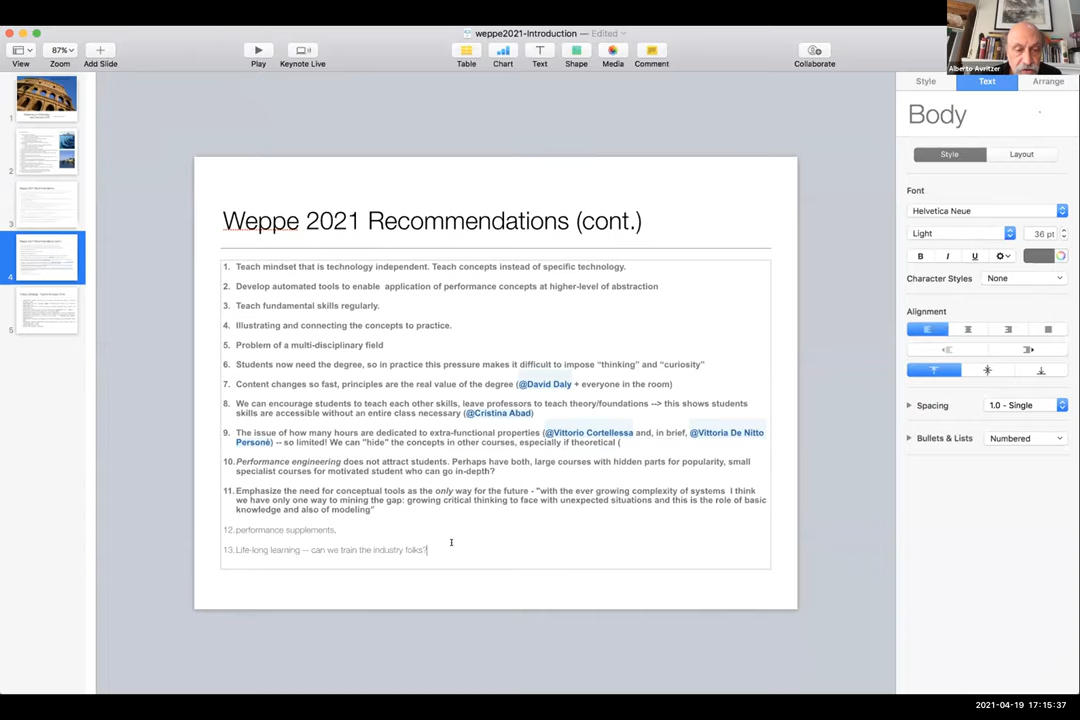 weppe2021-Introduction — Edited
87%
View
Zoom
Add Slide
Play
Keynote Live
Table
Chart
Text
Shape
Media
Comment
Collaborate
Alberto Avritzer
Style
Text
Arrange
Body
Style
Layout
Font
Helvetica Neue
Light
36 pt
B
I
U
Character Styles
None
Alignment
Spacing
1.0 - Single
Bullets & Lists
Numbered
1
2
3
4
5
Weppe 2021 Recommendations (cont.)
1. Teach mindset that is technology independent. Teach concepts instead of specific technology.
2. Develop automated tools to enable application of performance concepts at higher-level of abstraction
3. Teach fundamental skills regularly.
4. Illustrating and connecting the concepts to practice.
5. Problem of a multi-disciplinary field
6. Students now need the degree, so in practice this pressure makes it difficult to impose “thinking” and “curiosity”
7. Content changes so fast, principles are the real value of the degree (@David Daly + everyone in the room)
8. We can encourage students to teach each other skills, leave professors to teach theory/foundations --> this shows students
skills are accessible without an entire class necessary (@Cristina Abad)
9. The issue of how many hours are dedicated to extra-functional properties (@Vittorio Cortellessa and, in brief, @Vittoria De Nitto
Personé) -- so limited! We can "hide" the concepts in other courses, especially if theoretical (
10. Performance engineering does not attract students. Perhaps have both, large courses with hidden parts for popularity, small
specialist courses for motivated student who can go in-depth?
11. Emphasize the need for conceptual tools as the only way for the future - "with the ever growing complexity of systems I think
we have only one way to mining the gap: growing critical thinking to face with unexpected situations and this is the role of basic
knowledge and also of modeling"
12. performance supplements,
13. Life-long learning -- can we train the industry folks?
2021-04-19 17:15:37